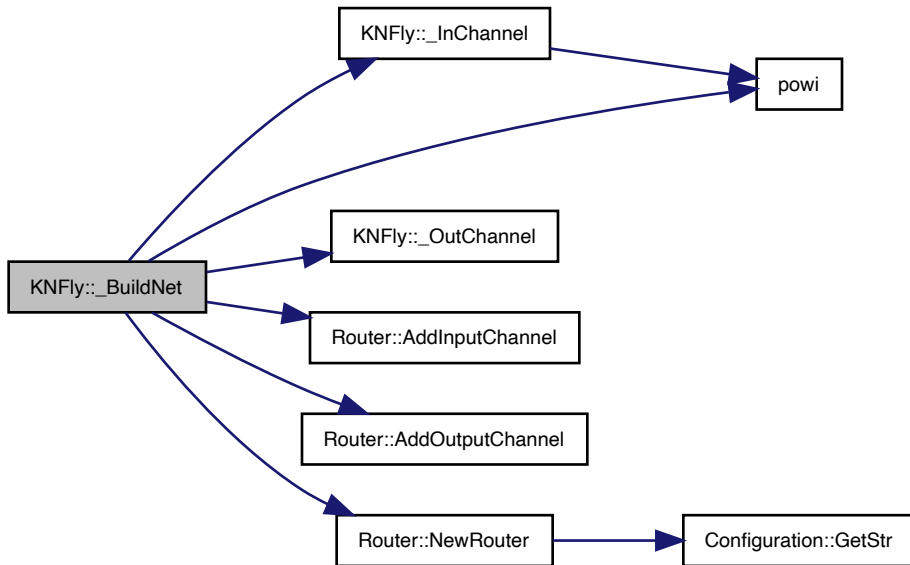 KNFly::_InChannel
powi
KNFly::_OutChannel
KNFly::_BuildNet
Router::AddInputChannel
Router::AddOutputChannel
Router::NewRouter
Configuration::GetStr